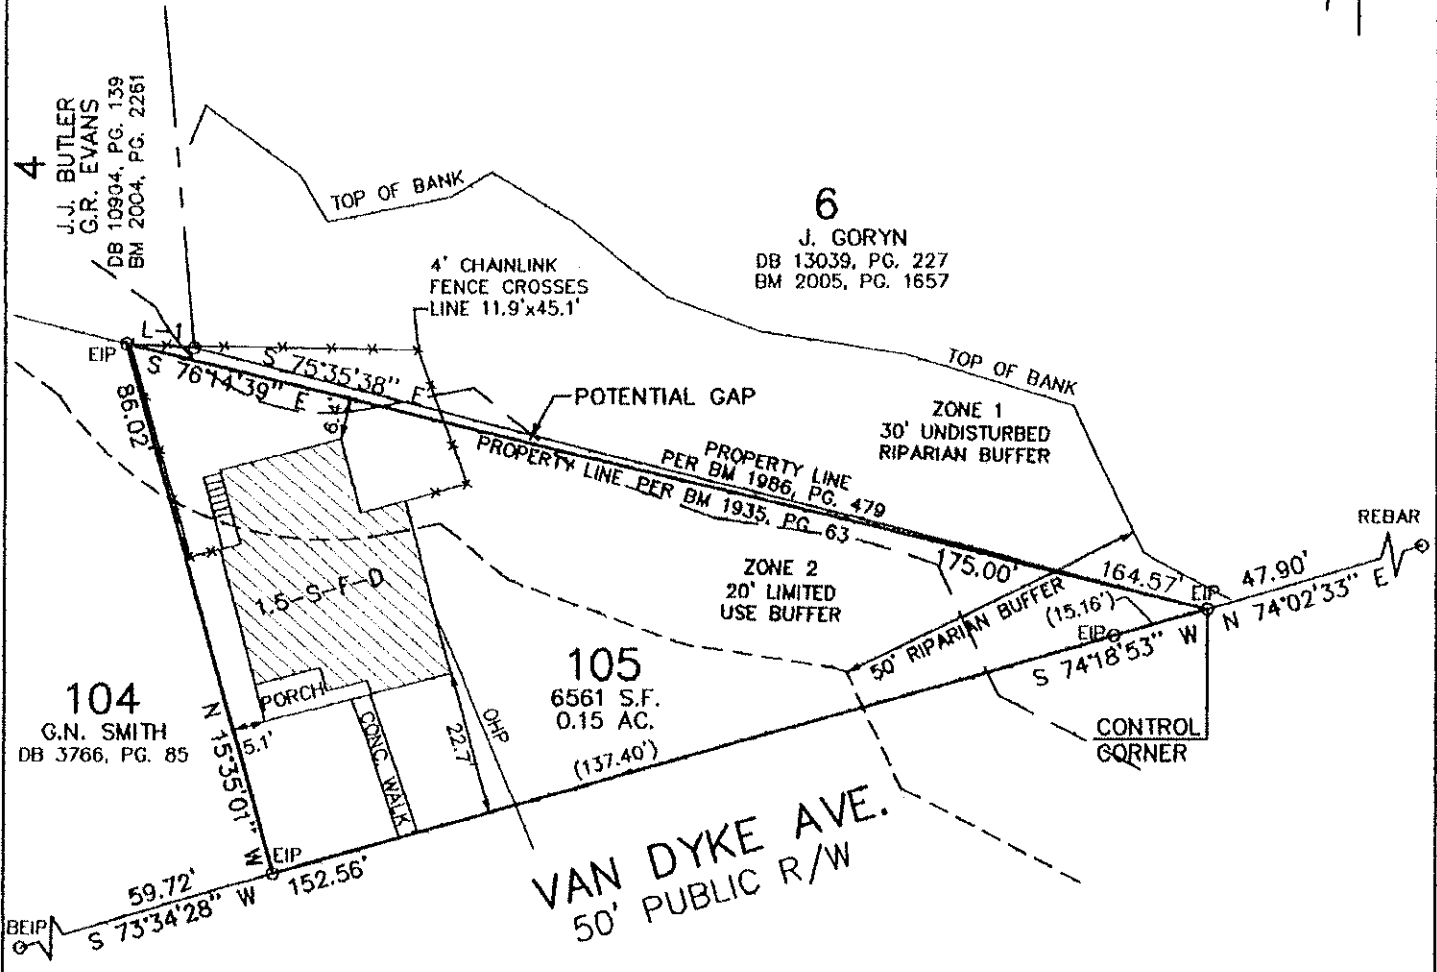 4
J.J. BUTLER
G.R. EVANS
DB 10904, PG. 139
BM 2004, PG. 2261
TOP OF BANK
6
J. GORYN
DB 13039, PG. 227
BM 2005, PG. 1657
4' CHAINLINK
FENCE CROSSES
LINE 11.9'x45.1'
L-1
EIP
S 75°35'38" E
S 76°14'39" E
86.02'
6.4'
POTENTIAL GAP
TOP OF BANK
ZONE 1
30' UNDISTURBED
RIPARIAN BUFFER
PROPERTY LINE
PER BM 1986, PG. 479
PROPERTY LINE PER BM 1935, PG 63
175.00'
164.57'
EIP
47.90'
REBAR
N 74°02'33" E
ZONE 2
20' LIMITED
USE BUFFER
50' RIPARIAN BUFFER
(15.16')
EIP
S 74°18'53" W
1.5-S-F-D
105
6561 S.F.
0.15 AC.
104
G.N. SMITH
DB 3766, PG. 85
N 15°35'01" W
5.1'
PORCH
CONC. WALK
22.7'
OHP
(137.40')
CONTROL
CORNER
VAN DYKE AVE.
50' PUBLIC R/W
EIP
152.56'
59.72'
S 73°34'28" W
BEIP